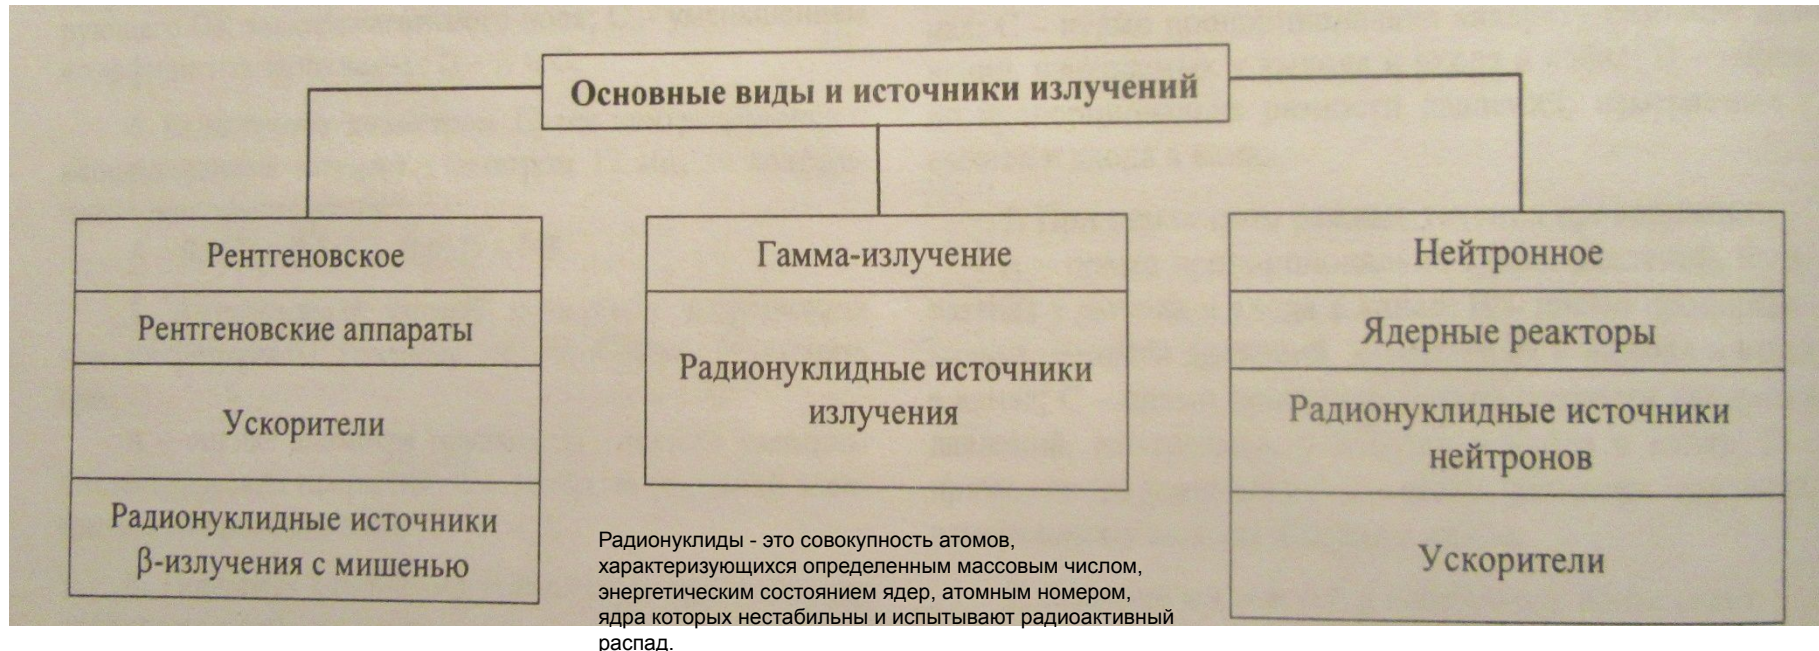 Основные виды и источники излучений
Рентгеновское
Рентгеновские аппараты
Ускорители
Радионуклидные источники
β-излучения с мишенью
Гамма-излучение
Радионуклидные источники
излучения
Нейтронное
Ядерные реакторы
Радионуклидные источники
нейтронов
Ускорители
Радионуклиды - это совокупность атомов,
характеризующихся определенным массовым числом,
энергетическим состоянием ядер, атомным номером,
ядра которых нестабильны и испытывают радиоактивный
распад.